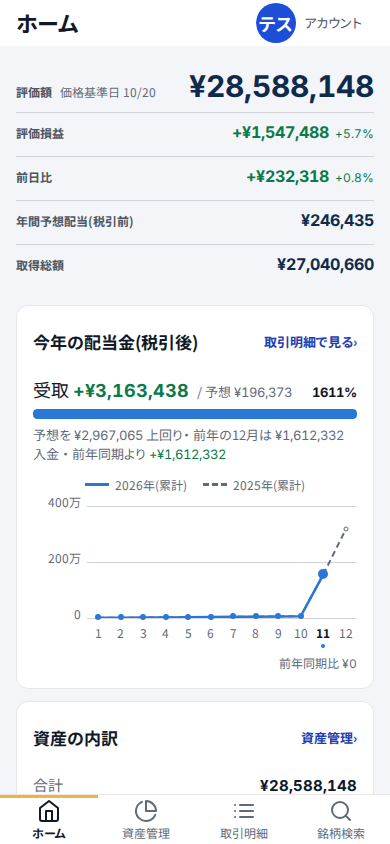 ホーム
テス アカウント
評価額 価格基準日 10/20 ¥28,588,148
評価損益 +¥1,547,488 +5.7%
前日比 +¥232,318 +0.8%
年間予想配当(税引前) ¥246,435
取得総額 ¥27,040,660
今年の配当金(税引後) 取引明細で見る›
受取 +¥3,163,438 / 予想 ¥196,373 1611%
予想を ¥2,967,065 上回り・前年の12月は ¥1,612,332
入金・前年同期より +¥1,612,332
2026年(累計) 2025年(累計)
400万
200万
0
1 2 3 4 5 6 7 8 9 10 11 12
前年同期比 ¥0
資産の内訳 資産管理›
合計 ¥28,588,148
ホーム 資産管理 取引明細 銘柄検索